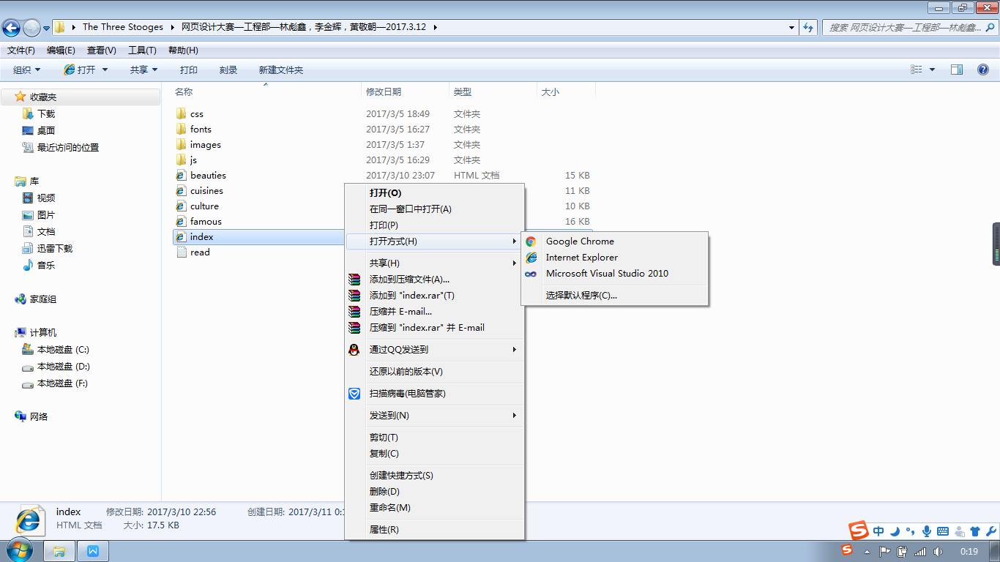 The Three Stooges 网页设计大赛—工程部—林彪鑫，李金辉，黄敬朝—2017.3.12
搜索 网页设计大赛—工程部—林彪鑫...
文件(F) 编辑(E) 查看(V) 工具(T) 帮助(H)
组织 打开 共享 打印 刻录 新建文件夹
名称 修改日期 类型 大小
收藏夹
下载
桌面
最近访问的位置
库
视频
图片
文档
迅雷下载
音乐
家庭组
计算机
本地磁盘 (C:)
本地磁盘 (D:)
本地磁盘 (F:)
网络
css 2017/3/5 18:49 文件夹
fonts 2017/3/5 16:27 文件夹
images 2017/3/5 1:37 文件夹
js 2017/3/5 16:29 文件夹
beauties 2017/3/10 23:07 HTML 文档 15 KB
cuisines 11 KB
culture 10 KB
famous 16 KB
index
read
打开(O)
在同一窗口中打开(A)
打印(P)
打开方式(H)
共享(H)
添加到压缩文件(A)...
添加到 "index.rar"(T)
压缩并 E-mail...
压缩到 "index.rar" 并 E-mail
通过QQ发送到
还原以前的版本(V)
扫描病毒(电脑管家)
发送到(N)
剪切(T)
复制(C)
创建快捷方式(S)
删除(D)
重命名(M)
属性(R)
Google Chrome
Internet Explorer
Microsoft Visual Studio 2010
选择默认程序(C)...
index 修改日期: 2017/3/10 22:56 创建日期: 2017/3/11 0:
HTML 文档 大小: 17.5 KB
中
0:19